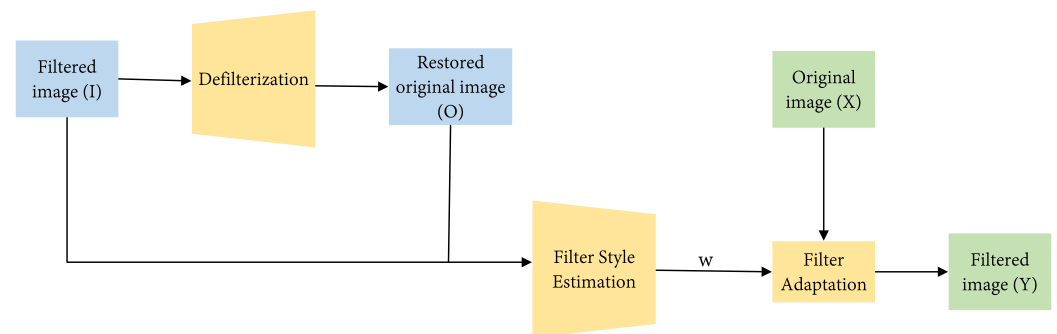 Filtered
image (I)
Defilterization
Restored
original image
(O)
Original
image (X)
Filter Style
Estimation
w
Filter
Adaptation
Filtered
image (Y)